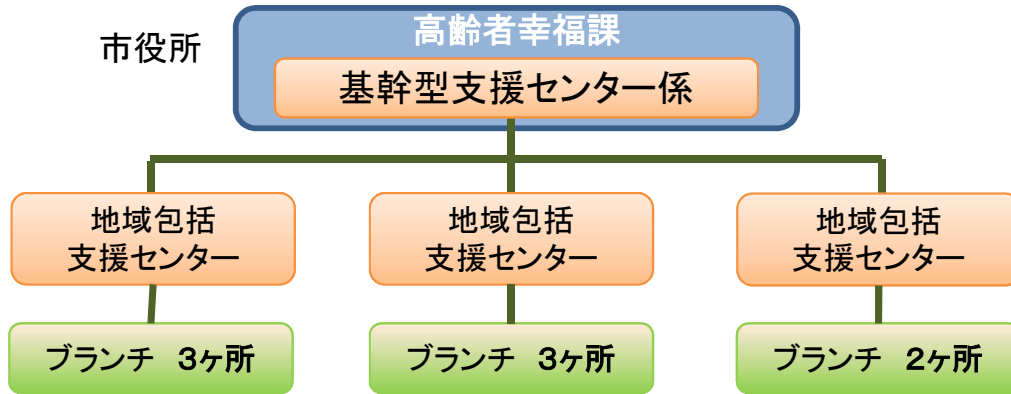 市役所
高齢者幸福課
基幹型支援センター係
地域包括
支援センター
地域包括
支援センター
地域包括
支援センター
ブランチ　３ヶ所
ブランチ　３ヶ所
ブランチ　２ヶ所